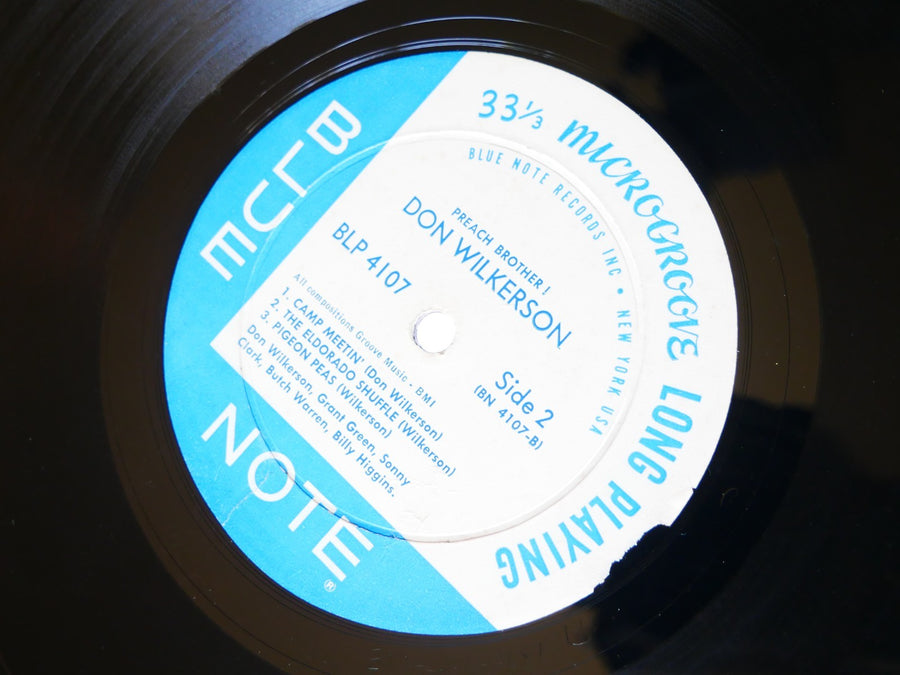 BLUE
NOTE
®
33⅓ MICROGROOVE LONG PLAYING
BLUE NOTE RECORDS INC • NEW YORK USA
PREACH BROTHER!
DON WILKERSON
BLP 4107
Side 2
(BN 4107-B)
All compositions Groove Music - BMI
1. CAMP MEETIN' (Don Wilkerson)
2. THE ELDORADO SHUFFLE (Wilkerson)
3. PIGEON PEAS (Wilkerson)
Don Wilkerson, Grant Green, Sonny
Clark, Butch Warren, Billy Higgins.